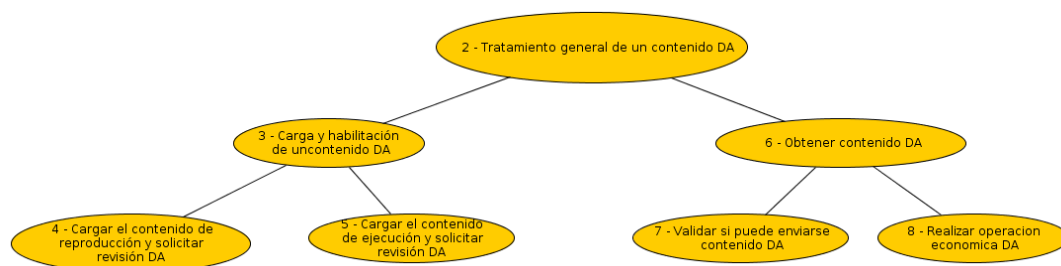 2 - Tratamiento general de un contenido DA
3 - Carga y habilitación
de uncontenido DA
6 - Obtener contenido DA
4 - Cargar el contenido de
reproducción y solicitar
revisión DA
5 - Cargar el contenido
de ejecución y solicitar
revisión DA
7 - Validar si puede enviarse
contenido DA
8 - Realizar operacion
economica DA